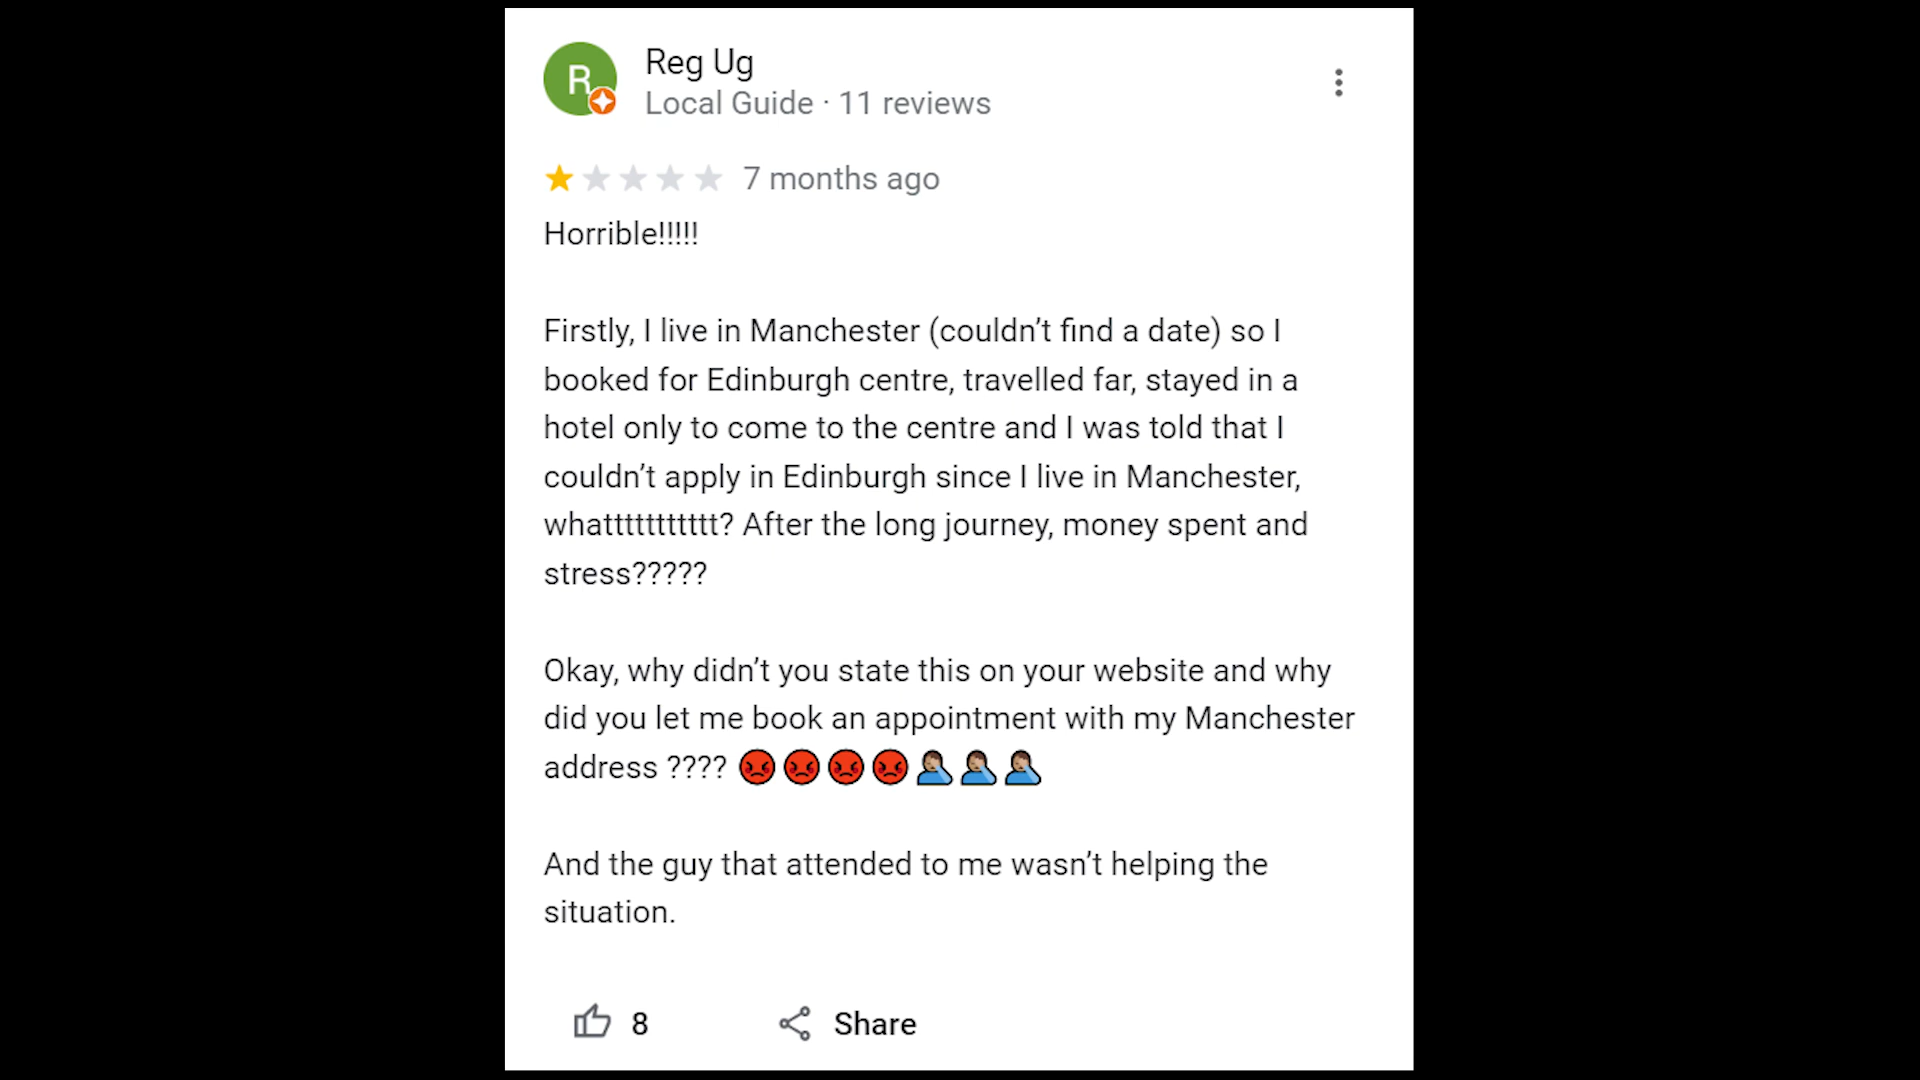 R
Reg Ug
Local Guide · 11 reviews
7 months ago
Horrible!!!!!
Firstly, I live in Manchester (couldn’t find a date) so I
booked for Edinburgh centre, travelled far, stayed in a
hotel only to come to the centre and I was told that I
couldn’t apply in Edinburgh since I live in Manchester,
whatttttttttttt? After the long journey, money spent and
stress?????
Okay, why didn’t you state this on your website and why
did you let me book an appointment with my Manchester
address ???? 😡😡😡😡🤦🏽‍♂️🤦🏽‍♂️🤦🏽‍♂️
And the guy that attended to me wasn’t helping the
situation.
8
Share